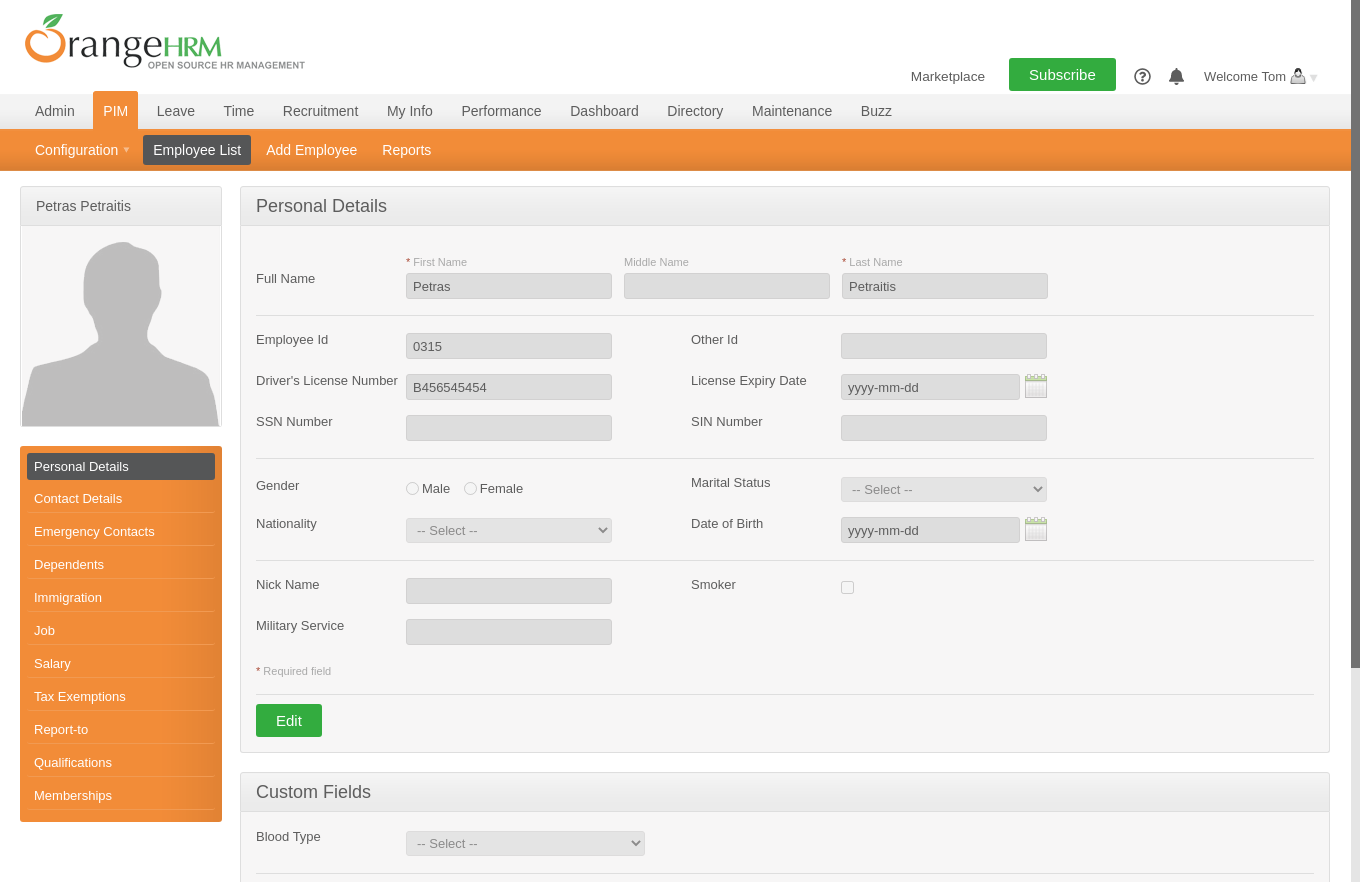 OrangeHRM
OPEN SOURCE HR MANAGEMENT
Marketplace
Subscribe
Welcome Tom
Admin PIM Leave Time Recruitment My Info Performance Dashboard Directory Maintenance Buzz
Configuration Employee List Add Employee Reports
Petras Petraitis
Personal Details
Contact Details
Emergency Contacts
Dependents
Immigration
Job
Salary
Tax Exemptions
Report-to
Qualifications
Memberships
Personal Details
* First Name Middle Name * Last Name
Full Name Petras Petraitis
Employee Id 0315 Other Id
Driver's License Number B456545454 License Expiry Date yyyy-mm-dd
SSN Number SIN Number
Gender Male Female Marital Status -- Select --
Nationality -- Select -- Date of Birth yyyy-mm-dd
Nick Name Smoker
Military Service
* Required field
Edit
Custom Fields
Blood Type -- Select --